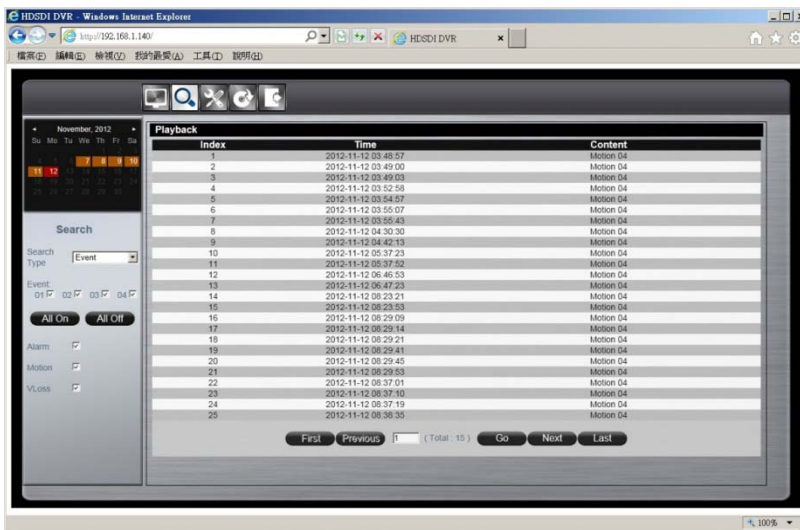 HDSDI DVR - Windows Internet Explorer
http://192.168.1.140/
HDSDI DVR
檔案(F) 編輯(E) 檢視(V) 我的最愛(A) 工具(T) 說明(H)
November, 2012
Su Mo Tu We Th Fr Sa
7 8 9 10
11 12
Search
Search Type Event
Event:
01 02 03 04
All On All Off
Alarm
Motion
VLoss
Playback
Index Time Content
1 2012-11-12 03:48:57 Motion 04
2 2012-11-12 03:49:00 Motion 04
3 2012-11-12 03:49:03 Motion 04
4 2012-11-12 03:52:58 Motion 04
5 2012-11-12 03:54:57 Motion 04
6 2012-11-12 03:55:07 Motion 04
7 2012-11-12 03:55:43 Motion 04
8 2012-11-12 04:30:30 Motion 04
9 2012-11-12 04:42:13 Motion 04
10 2012-11-12 05:37:23 Motion 04
11 2012-11-12 05:37:52 Motion 04
12 2012-11-12 06:46:53 Motion 04
13 2012-11-12 06:47:23 Motion 04
14 2012-11-12 08:23:21 Motion 04
15 2012-11-12 08:23:53 Motion 04
16 2012-11-12 08:29:09 Motion 04
17 2012-11-12 08:29:14 Motion 04
18 2012-11-12 08:29:21 Motion 04
19 2012-11-12 08:29:41 Motion 04
20 2012-11-12 08:29:45 Motion 04
21 2012-11-12 08:29:53 Motion 04
22 2012-11-12 08:37:01 Motion 04
23 2012-11-12 08:37:10 Motion 04
24 2012-11-12 08:37:19 Motion 04
25 2012-11-12 08:38:35 Motion 04
First Previous 1 ( Total : 15 ) Go Next Last
100%